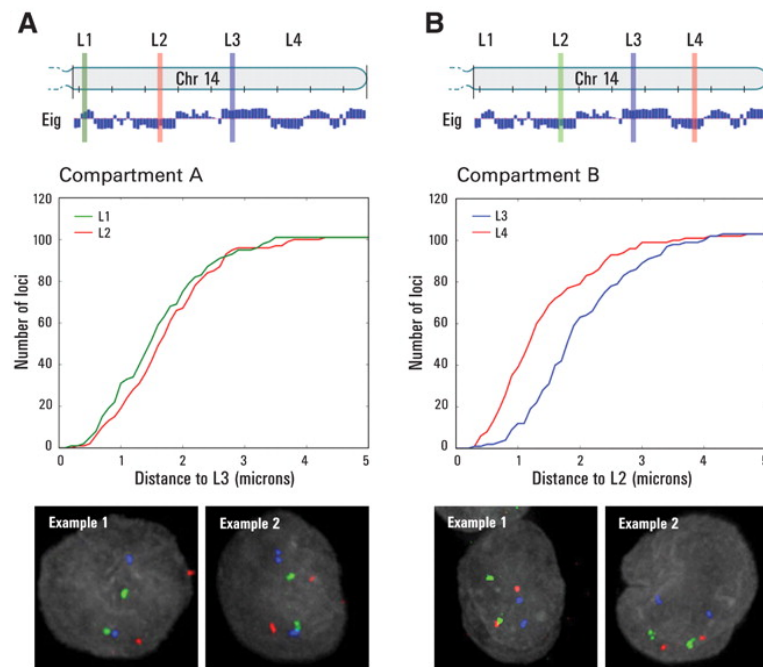 A
L1 L2 L3 L4
Chr 14
Eig
Compartment A
120
100
80
60
40
20
0
L1
L2
Number of loci
0 1 2 3 4 5
Distance to L3 (microns)
Example 1
Example 2
B
L1 L2 L3 L4
Chr 14
Eig
Compartment B
120
100
80
60
40
20
0
L3
L4
Number of loci
0 1 2 3 4 5
Distance to L2 (microns)
Example 1
Example 2